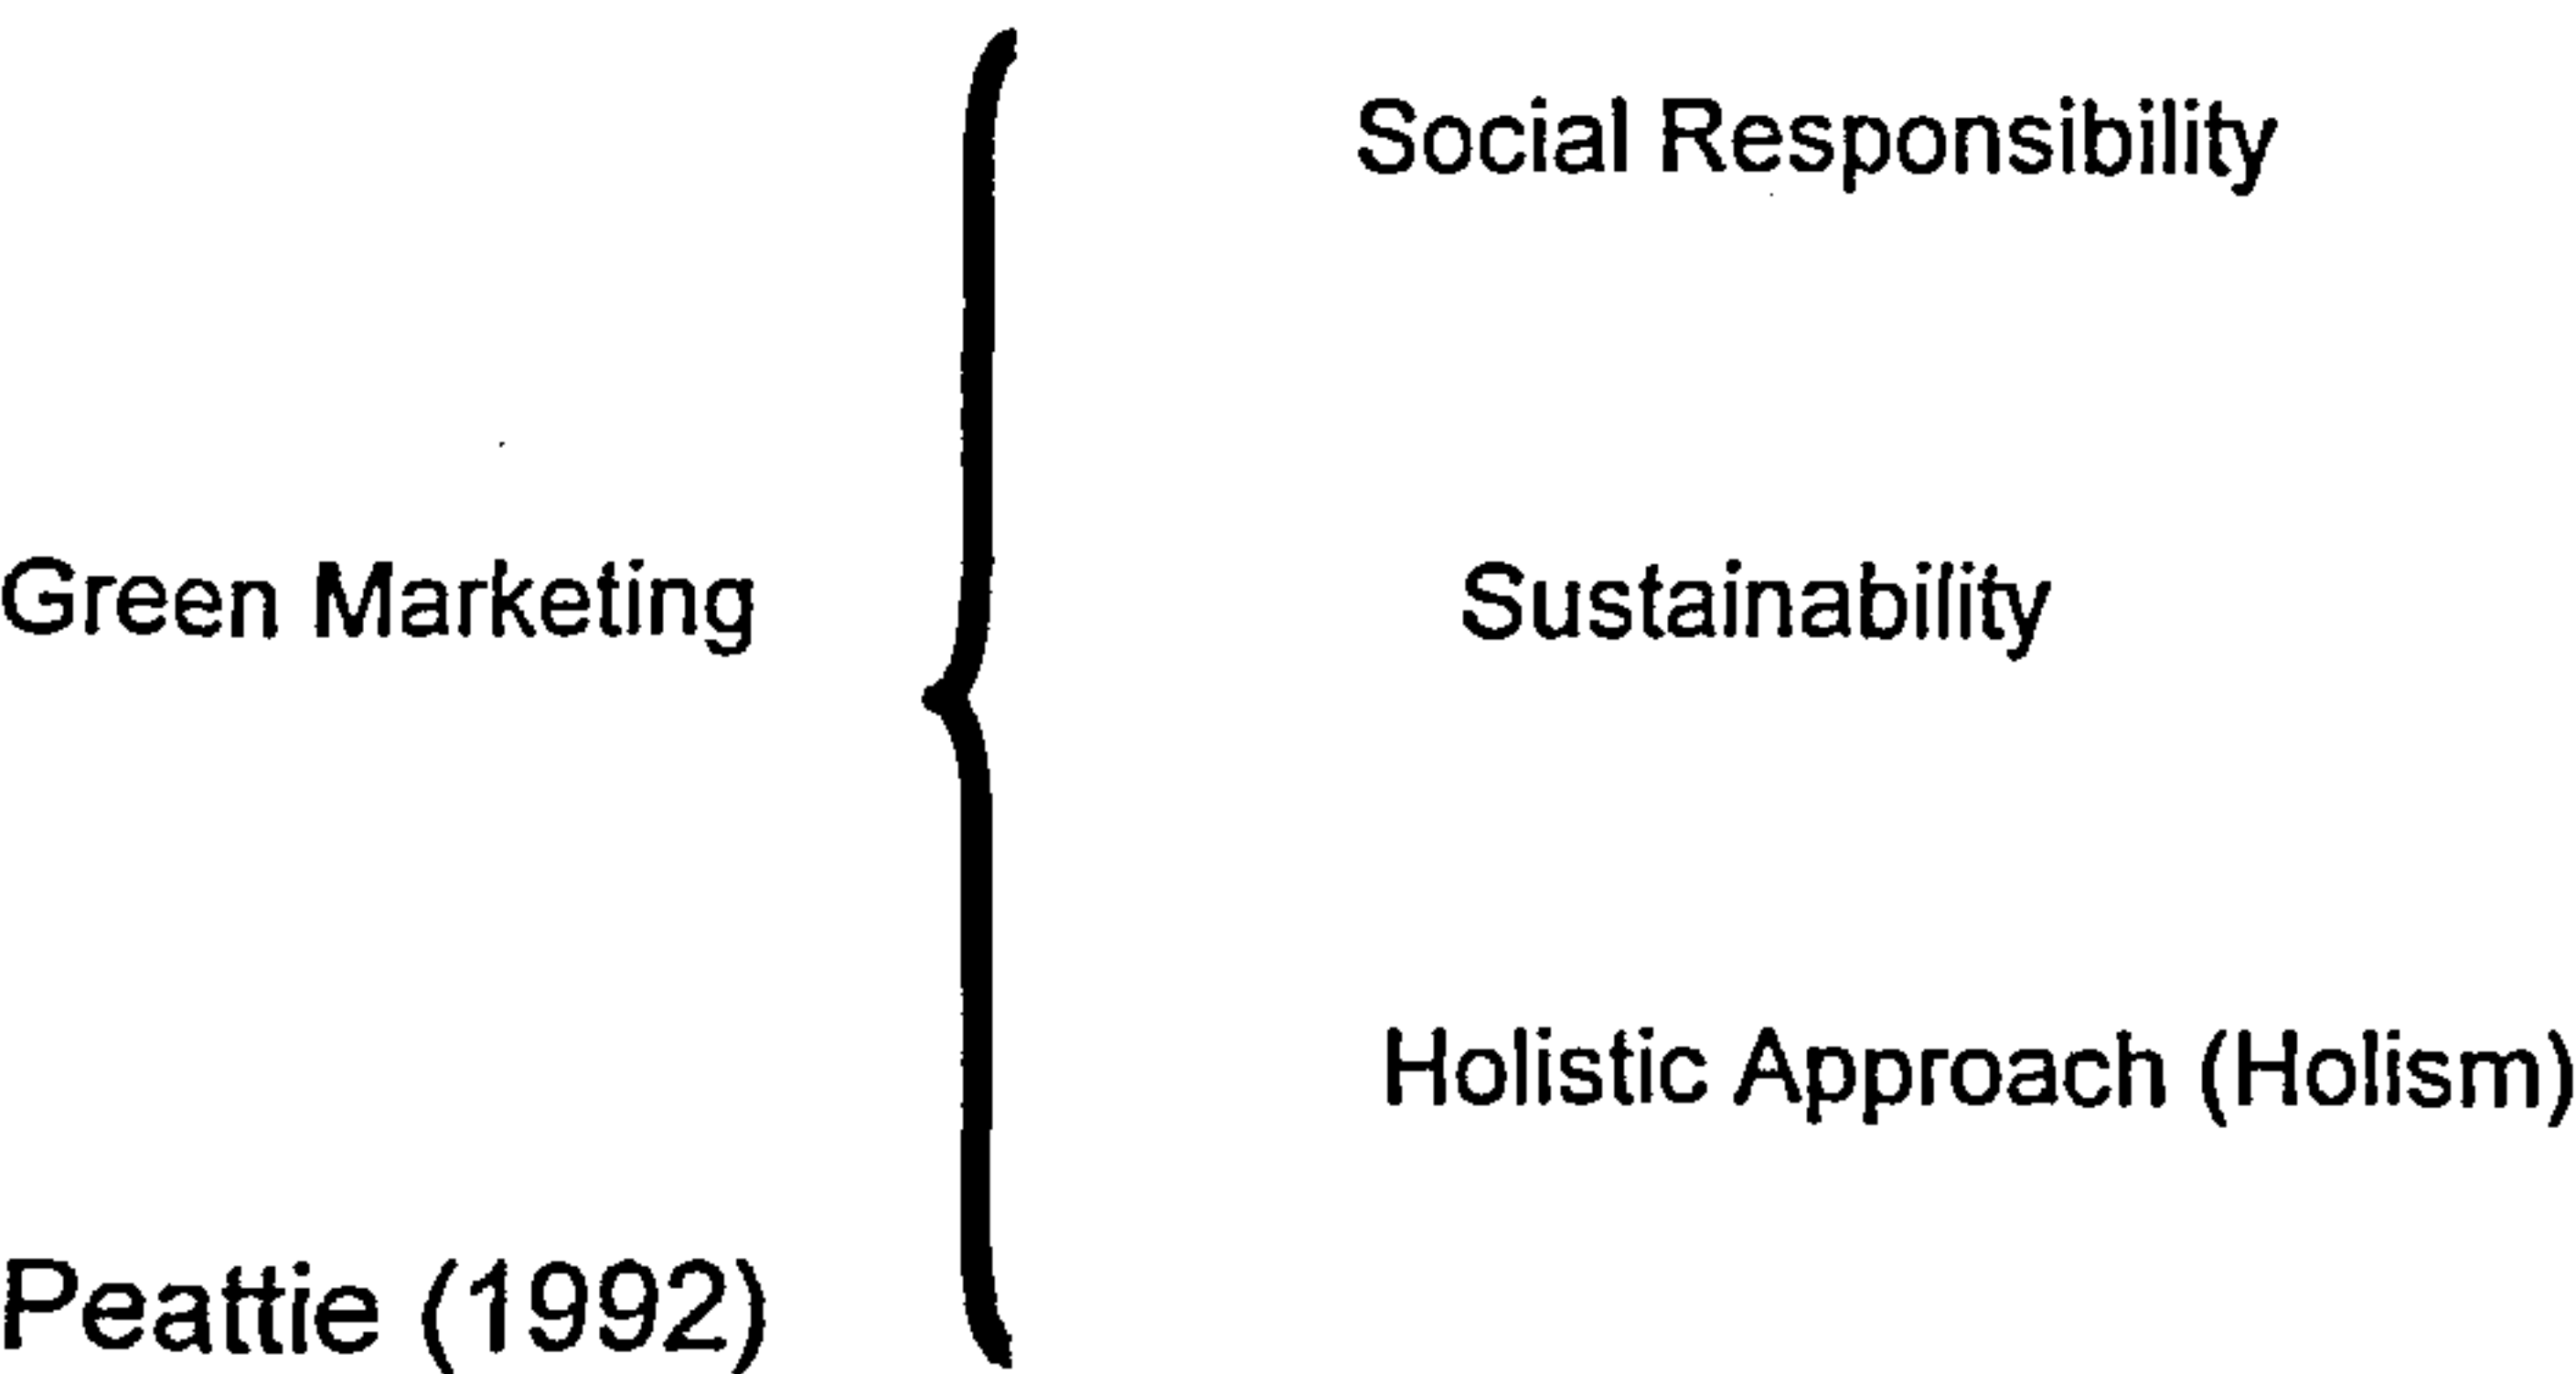 Social Responsibility
Green Marketing
Sustainability
Holistic Approach (Holism)
Peattie (1992)